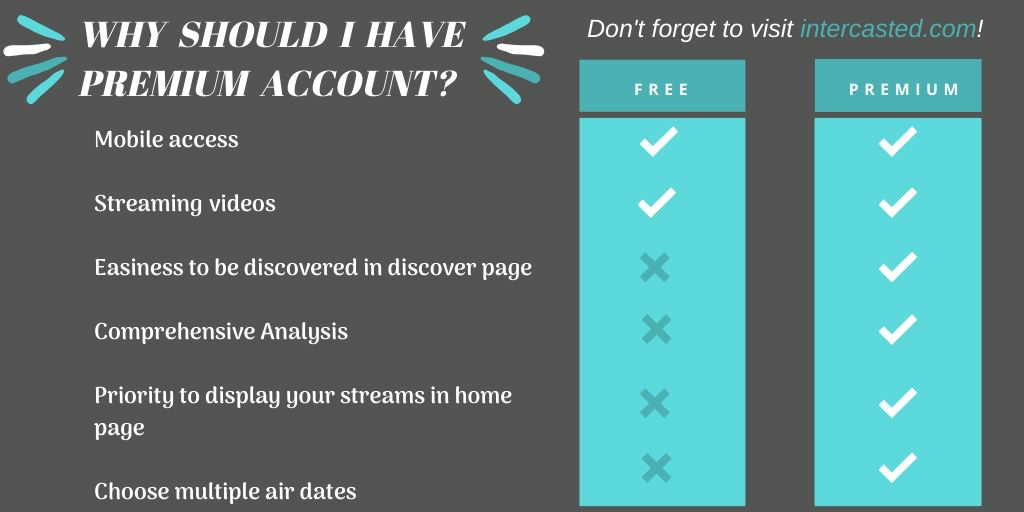 WHY SHOULD I HAVE
PREMIUM ACCOUNT?
Don't forget to visit intercasted.com!
FREE
PREMIUM
Mobile access
Streaming videos
Easiness to be discovered in discover page
Comprehensive Analysis
Priority to display your streams in home
page
Choose multiple air dates